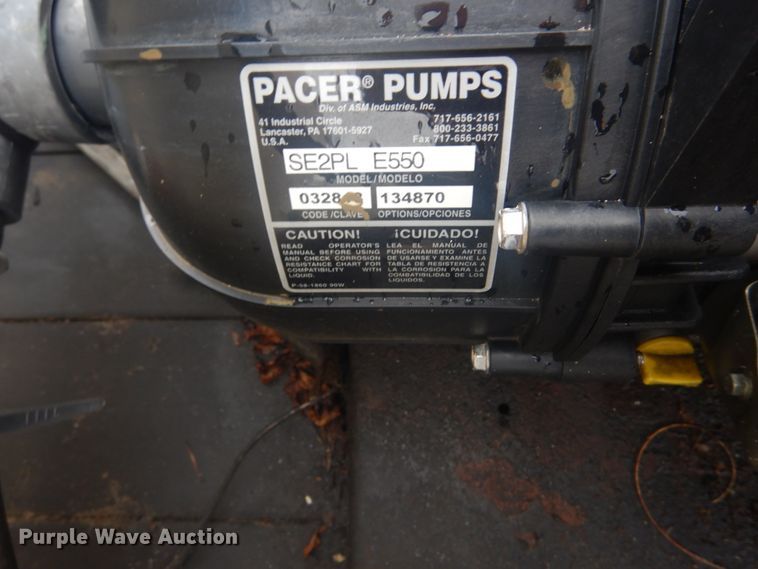 PACER® PUMPS
Div. of ASM Industries, Inc.
41 Industrial Circle
Lancaster, PA 17601-5927
U.S.A.
717-656-2161
800-233-3861
Fax 717-656-0477
SE2PL E550
MODEL/MODELO
134870
CODE/CLAVE OPTIONS/OPCIONES
CAUTION!
READ OPERATOR'S
MANUAL BEFORE USING
AND CHECK CORROSION
RESISTANCE CHART FOR
COMPATIBILITY WITH
LIQUID.
P-58-1860 90W
¡CUIDADO!
LEA EL MANUAL DE
FUNCIONAMIENTO ANTES
DE USARSE Y EXAMINE LA
TABLA DE RESISTENCIA A
LA CORROSION PARA LA
COMBATIBILIDAD DE LOS
LIQUIDOS.
Purple Wave Auction